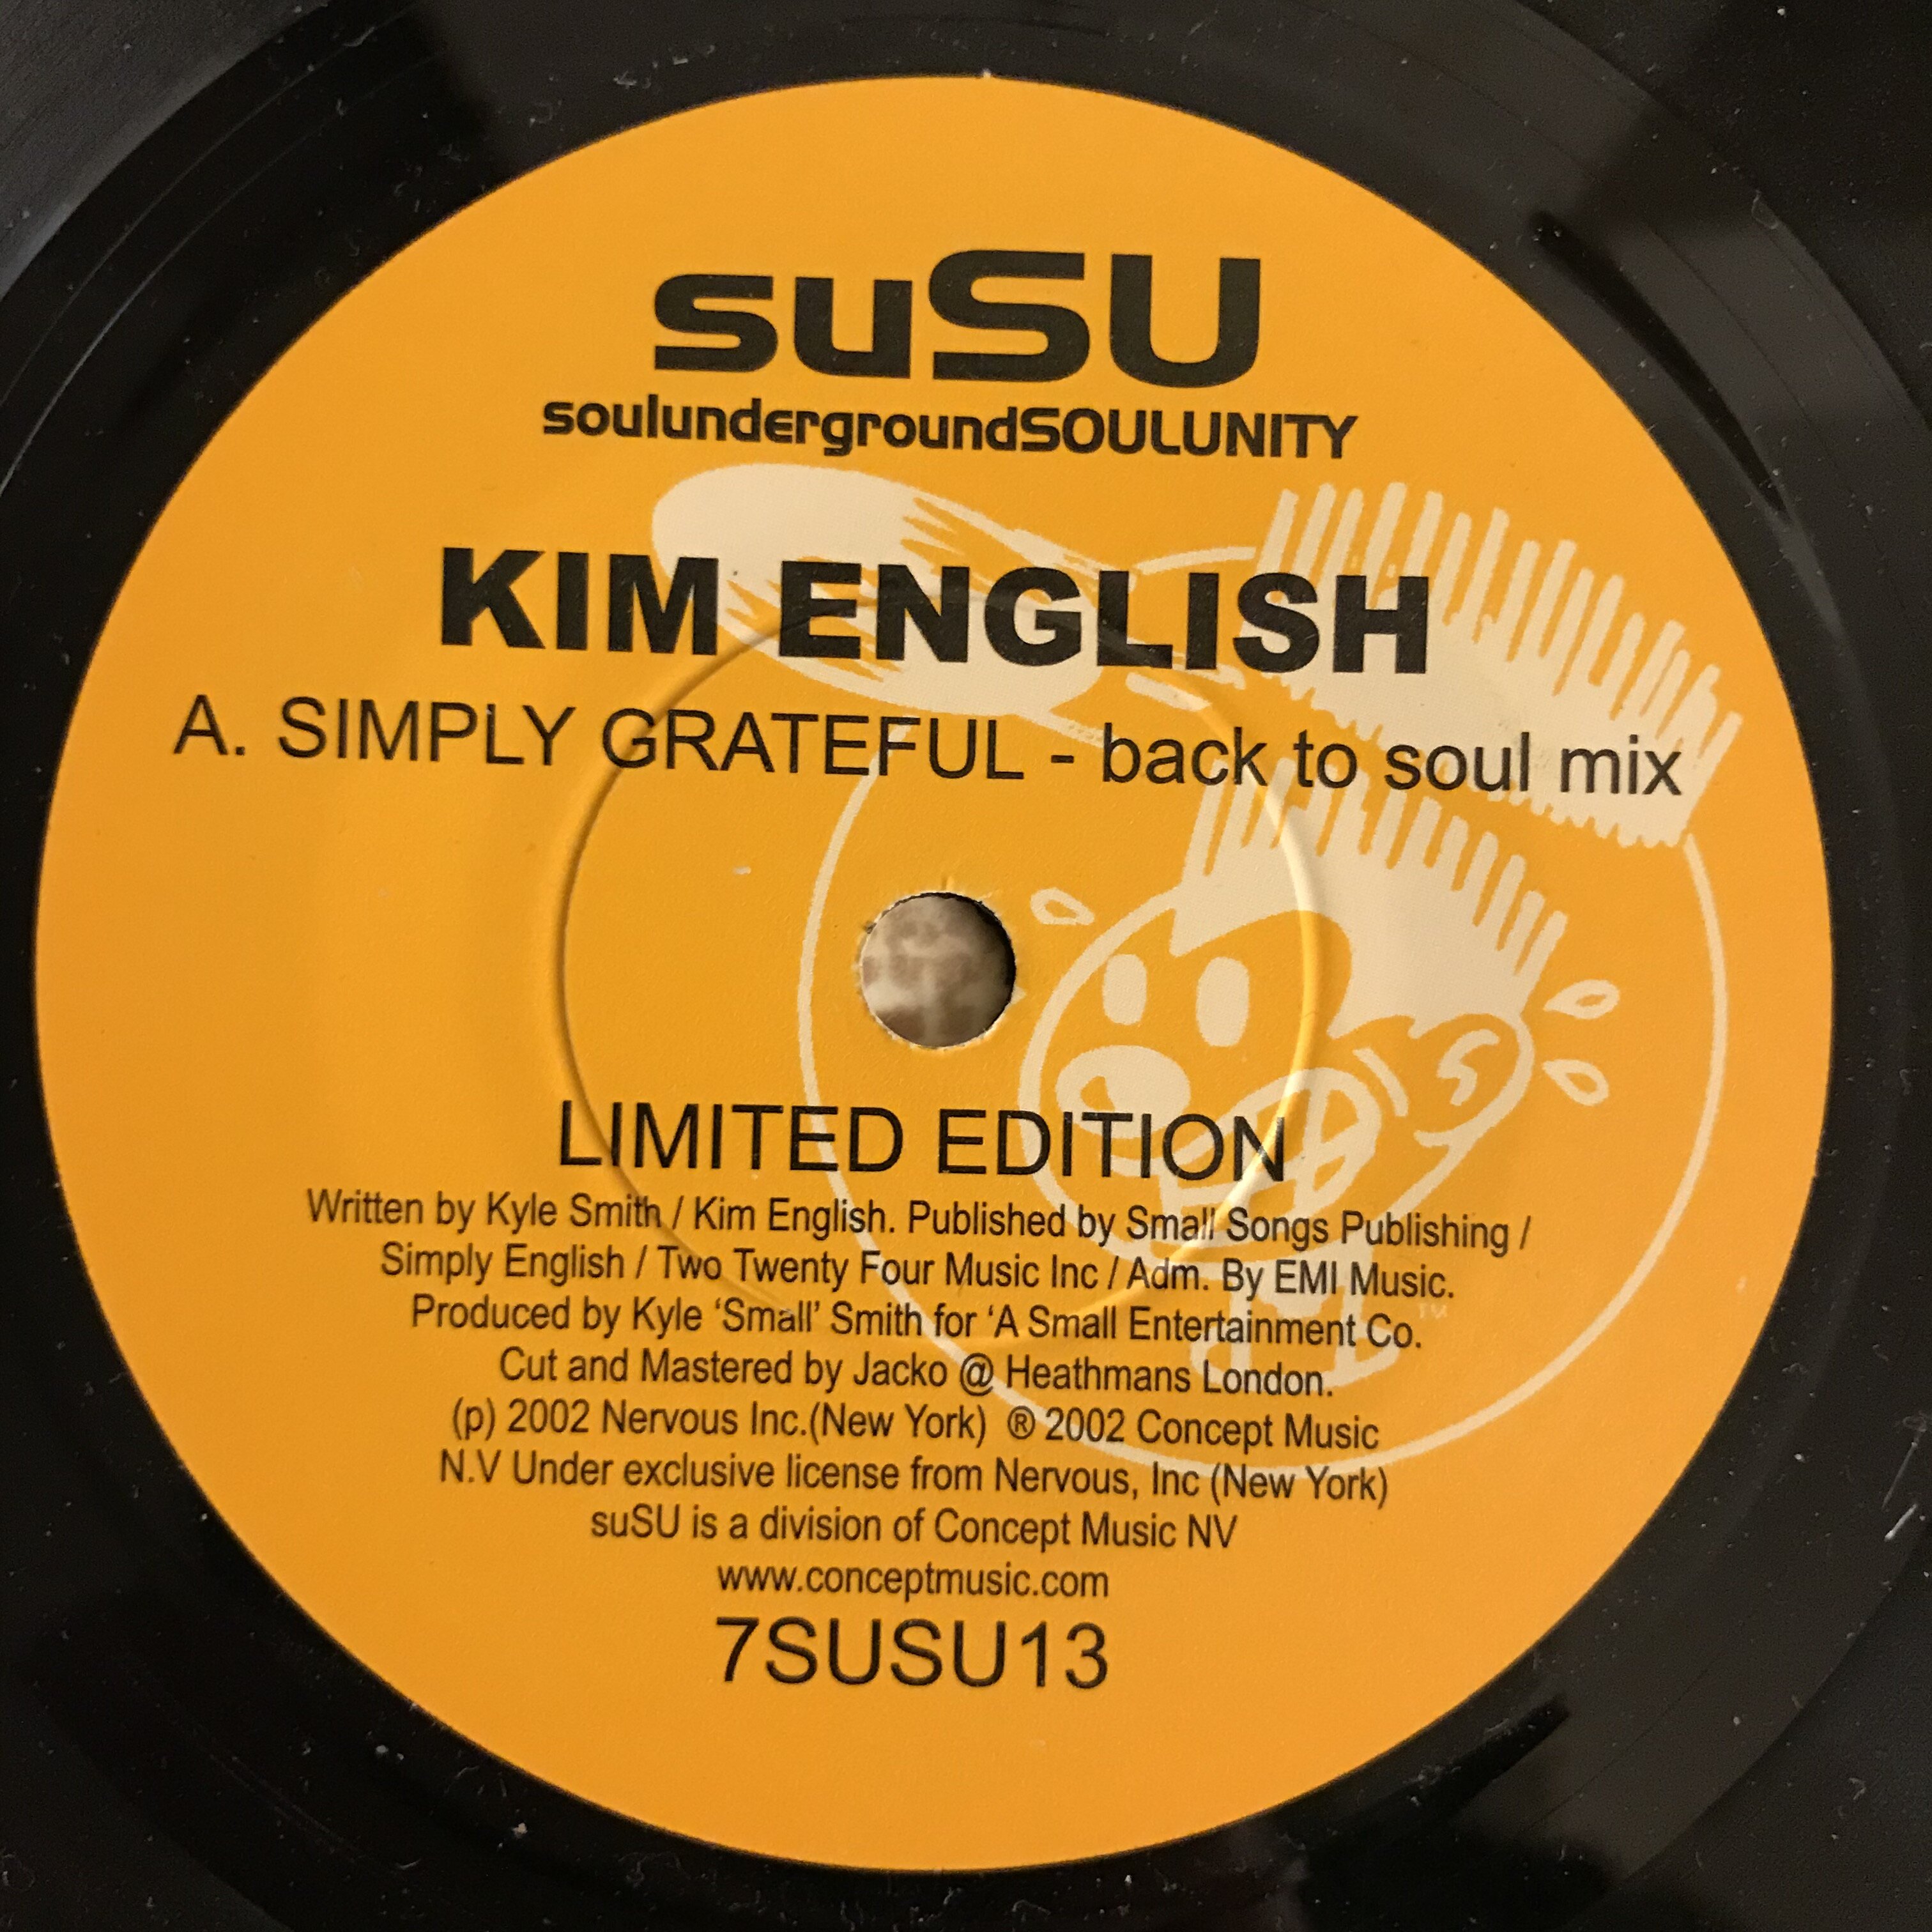 suSU
soulundergroundSOULUNITY
KIM ENGLISH
A. SIMPLY GRATEFUL - back to soul mix
LIMITED EDITION
Written by Kyle Smith / Kim English. Published by Small Songs Publishing /
Simply English / Two Twenty Four Music Inc / Adm. By EMI Music.
Produced by Kyle ‘Small’ Smith for ‘A Small Entertainment Co.
Cut and Mastered by Jacko @ Heathmans London.
(p) 2002 Nervous Inc.(New York) ® 2002 Concept Music
N.V Under exclusive license from Nervous, Inc (New York)
suSU is a division of Concept Music NV
www.conceptmusic.com
7SUSU13
TM